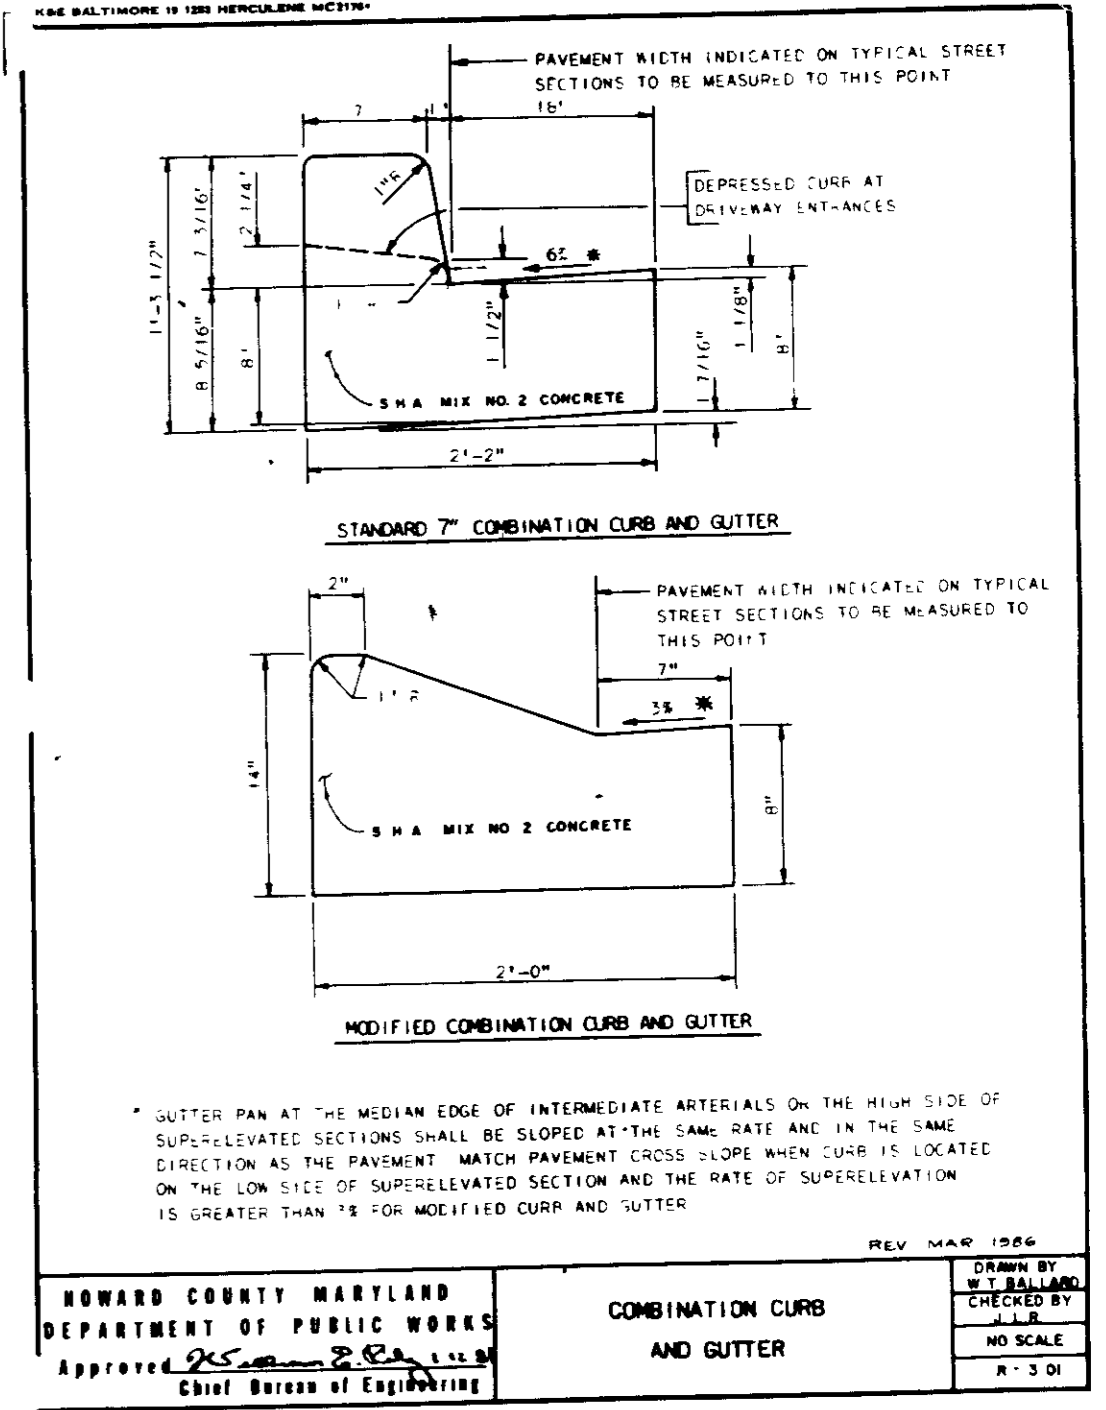 K&E BALTIMORE 19 1283 HERCULENE
PAVEMENT WIDTH INDICATED ON TYPICAL STREET
SECTIONS TO BE MEASURED TO THIS POINT
7
18'
1"R
DEPRESSED CURB AT
DRIVEWAY ENTRANCES
1'-3 1/2"
7 3/16'
2 1/4'
6% *
8 5/16"
8'
1 1/2"
1 7/16"
1 1/8"
8'
S H A MIX NO. 2 CONCRETE
2'-2"
STANDARD 7" COMBINATION CURB AND GUTTER
2"
PAVEMENT WIDTH INDICATED ON TYPICAL
STREET SECTIONS TO BE MEASURED TO
THIS POINT
7"
1" R
3% *
14"
8"
S H A MIX NO 2 CONCRETE
2'-0"
MODIFIED COMBINATION CURB AND GUTTER
* GUTTER PAN AT THE MEDIAN EDGE OF INTERMEDIATE ARTERIALS OR THE HIGH SIDE OF
SUPERELEVATED SECTIONS SHALL BE SLOPED AT THE SAME RATE AND IN THE SAME
DIRECTION AS THE PAVEMENT MATCH PAVEMENT CROSS SLOPE WHEN CURB IS LOCATED
ON THE LOW SIDE OF SUPERELEVATED SECTION AND THE RATE OF SUPERELEVATION
IS GREATER THAN FOR MODIFIED CURB AND GUTTER
REV MAR 1986
HOWARD COUNTY MARYLAND
DEPARTMENT OF PUBLIC WORKS
Approved
Chief Bureau of Engineering
COMBINATION CURB
AND GUTTER
DRAWN BY
W T BALLARD
CHECKED BY
J L R
NO SCALE
R - 3 01